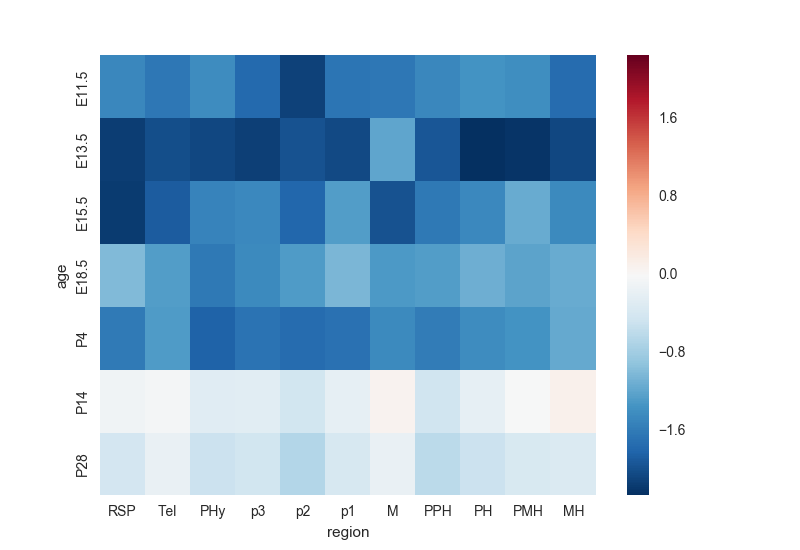 E11.5
E13.5
E15.5
E18.5
P4
P14
P28
age
RSP Tel PHy p3 p2 p1 M PPH PH PMH MH
region
1.6
0.8
0.0
−0.8
−1.6